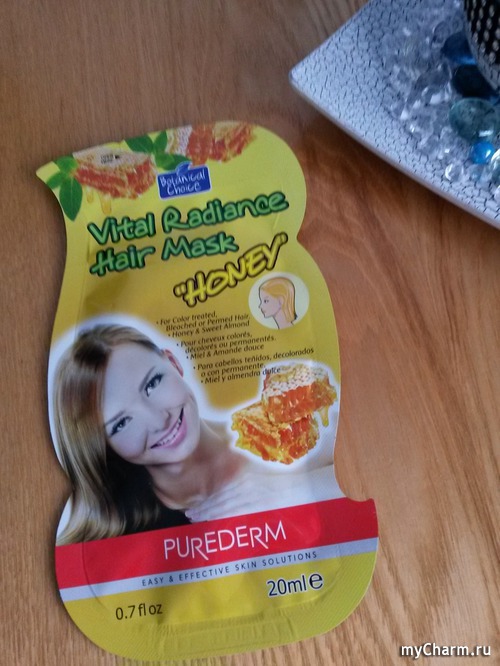 Botanical
Choice
Vital Radiance
Hair Mask
"HONEY"
• For Color treated,
Bleached or Permed Hair
• Honey & Sweet Almond
• Pour cheveux colorés,
décolorés ou permanentés.
• Miel & Amande douce
• Para cabellos teñidos, decolorados
o con permanente.
• Miel y almendra dulce
PUREDERM
EASY & EFFECTIVE SKIN SOLUTIONS
0.7 fl oz
20ml e
myCharm.ru